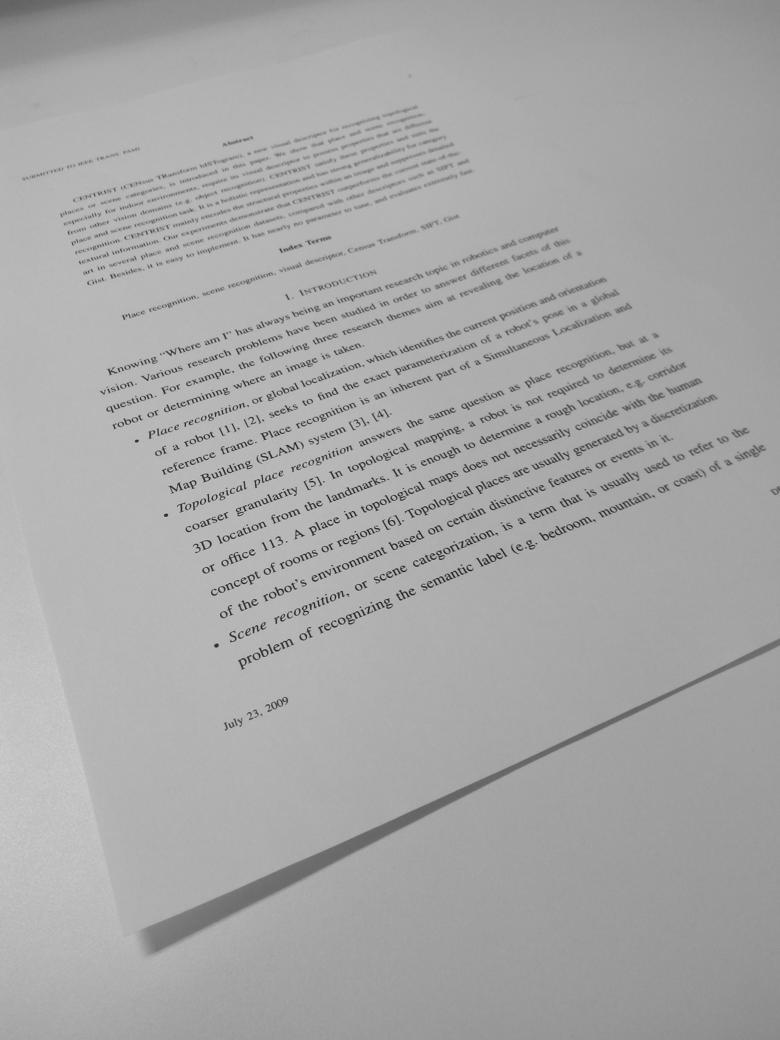 SUBMITTED TO IEEE TRANS. PAMI
Abstract
CENTRIST (CENsus TRansform hISTogram), a new visual descriptor for recognizing topological
places or scene categories, is introduced in this paper. We show that place and scene recognition,
especially for indoor environments, require its visual descriptor to possess properties that are different
from other vision domains (e.g. object recognition). CENTRIST satisfy these properties and suits the
place and scene recognition task. It is a holistic representation and has strong generalizability for category
recognition. CENTRIST mainly encodes the structural properties within an image and suppresses detailed
textural information. Our experiments demonstrate that CENTRIST outperforms the current state-of-the-
art in several place and scene recognition datasets, compared with other descriptors such as SIFT and
Gist. Besides, it is easy to implement. It has nearly no parameter to tune, and evaluates extremely fast.
Index Terms
Place recognition, scene recognition, visual descriptor, Census Transform, SIFT, Gist
I. INTRODUCTION
Knowing “Where am I” has always being an important research topic in robotics and computer
vision. Various research problems have been studied in order to answer different facets of this
question. For example, the following three research themes aim at revealing the location of a
robot or determining where an image is taken.
• Place recognition, or global localization, which identifies the current position and orientation
of a robot [1], [2], seeks to find the exact parameterization of a robot’s pose in a global
reference frame. Place recognition is an inherent part of a Simultaneous Localization and
Map Building (SLAM) system [3], [4].
• Topological place recognition answers the same question as place recognition, but at a
coarser granularity [5]. In topological mapping, a robot is not required to determine its
3D location from the landmarks. It is enough to determine a rough location, e.g. corridor
or office 113. A place in topological maps does not necessarily coincide with the human
concept of rooms or regions [6]. Topological places are usually generated by a discretization
of the robot’s environment based on certain distinctive features or events in it.
• Scene recognition, or scene categorization, is a term that is usually used to refer to the
problem of recognizing the semantic label (e.g. bedroom, mountain, or coast) of a single
July 23, 2009